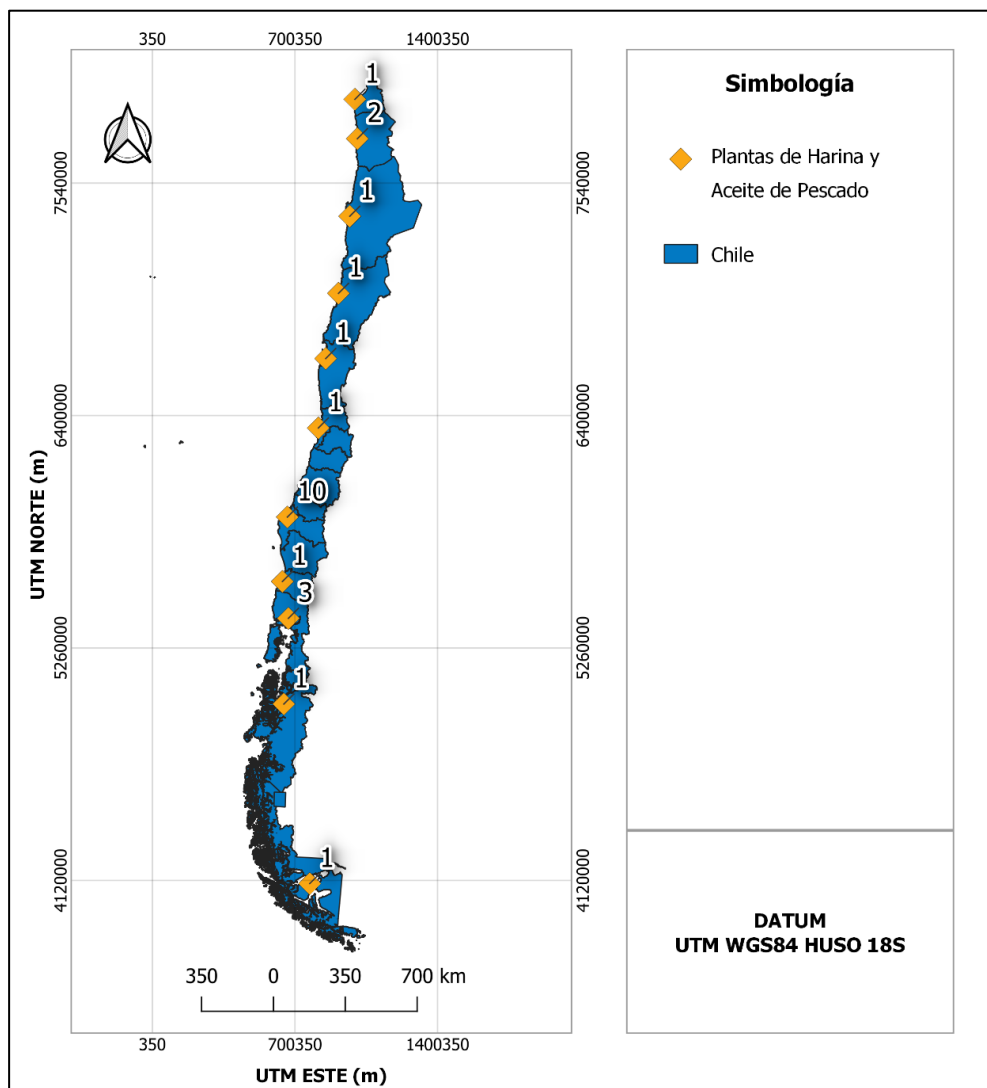 350 700350 1400350
Simbología
Plantas de Harina y
Aceite de Pescado
Chile
1
2
1
1
1
1
10
1
3
1
1
7540000 7540000
6400000 6400000
5260000 5260000
4120000 4120000
UTM NORTE (m)
350 0 350 700 km
350 700350 1400350
UTM ESTE (m)
DATUM
UTM WGS84 HUSO 18S